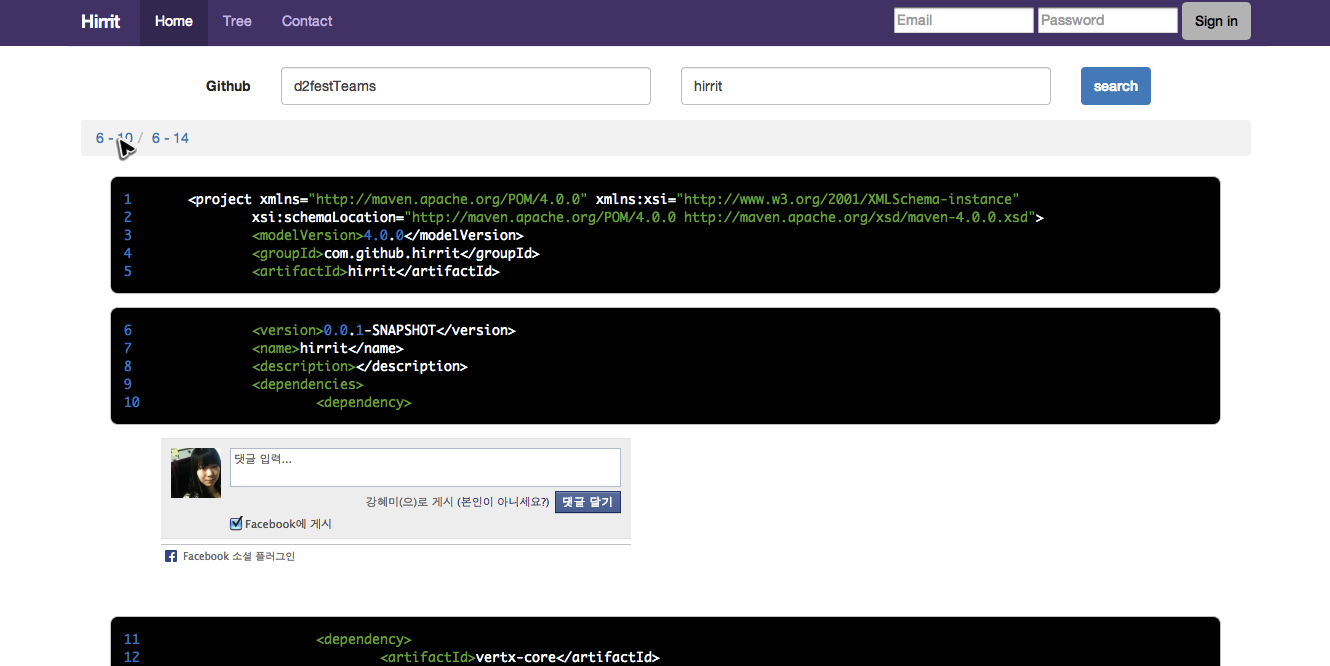 Hirrit Home Tree Contact Email Password Sign in
Github d2festTeams hirrit search
6 - 10 / 6 - 14
1 <project xmlns="http://maven.apache.org/POM/4.0.0" xmlns:xsi="http://www.w3.org/2001/XMLSchema-instance"
2 xsi:schemaLocation="http://maven.apache.org/POM/4.0.0 http://maven.apache.org/xsd/maven-4.0.0.xsd">
3 <modelVersion>4.0.0</modelVersion>
4 <groupId>com.github.hirrit</groupId>
5 <artifactId>hirrit</artifactId>
6 <version>0.0.1-SNAPSHOT</version>
7 <name>hirrit</name>
8 <description></description>
9 <dependencies>
10 <dependency>
댓글 입력...
강혜미(으)로 게시 (본인이 아니세요?) 댓글 달기
Facebook에 게시
Facebook 소셜 플러그인
11 <dependency>
12 <artifactId>vertx-core</artifactId>